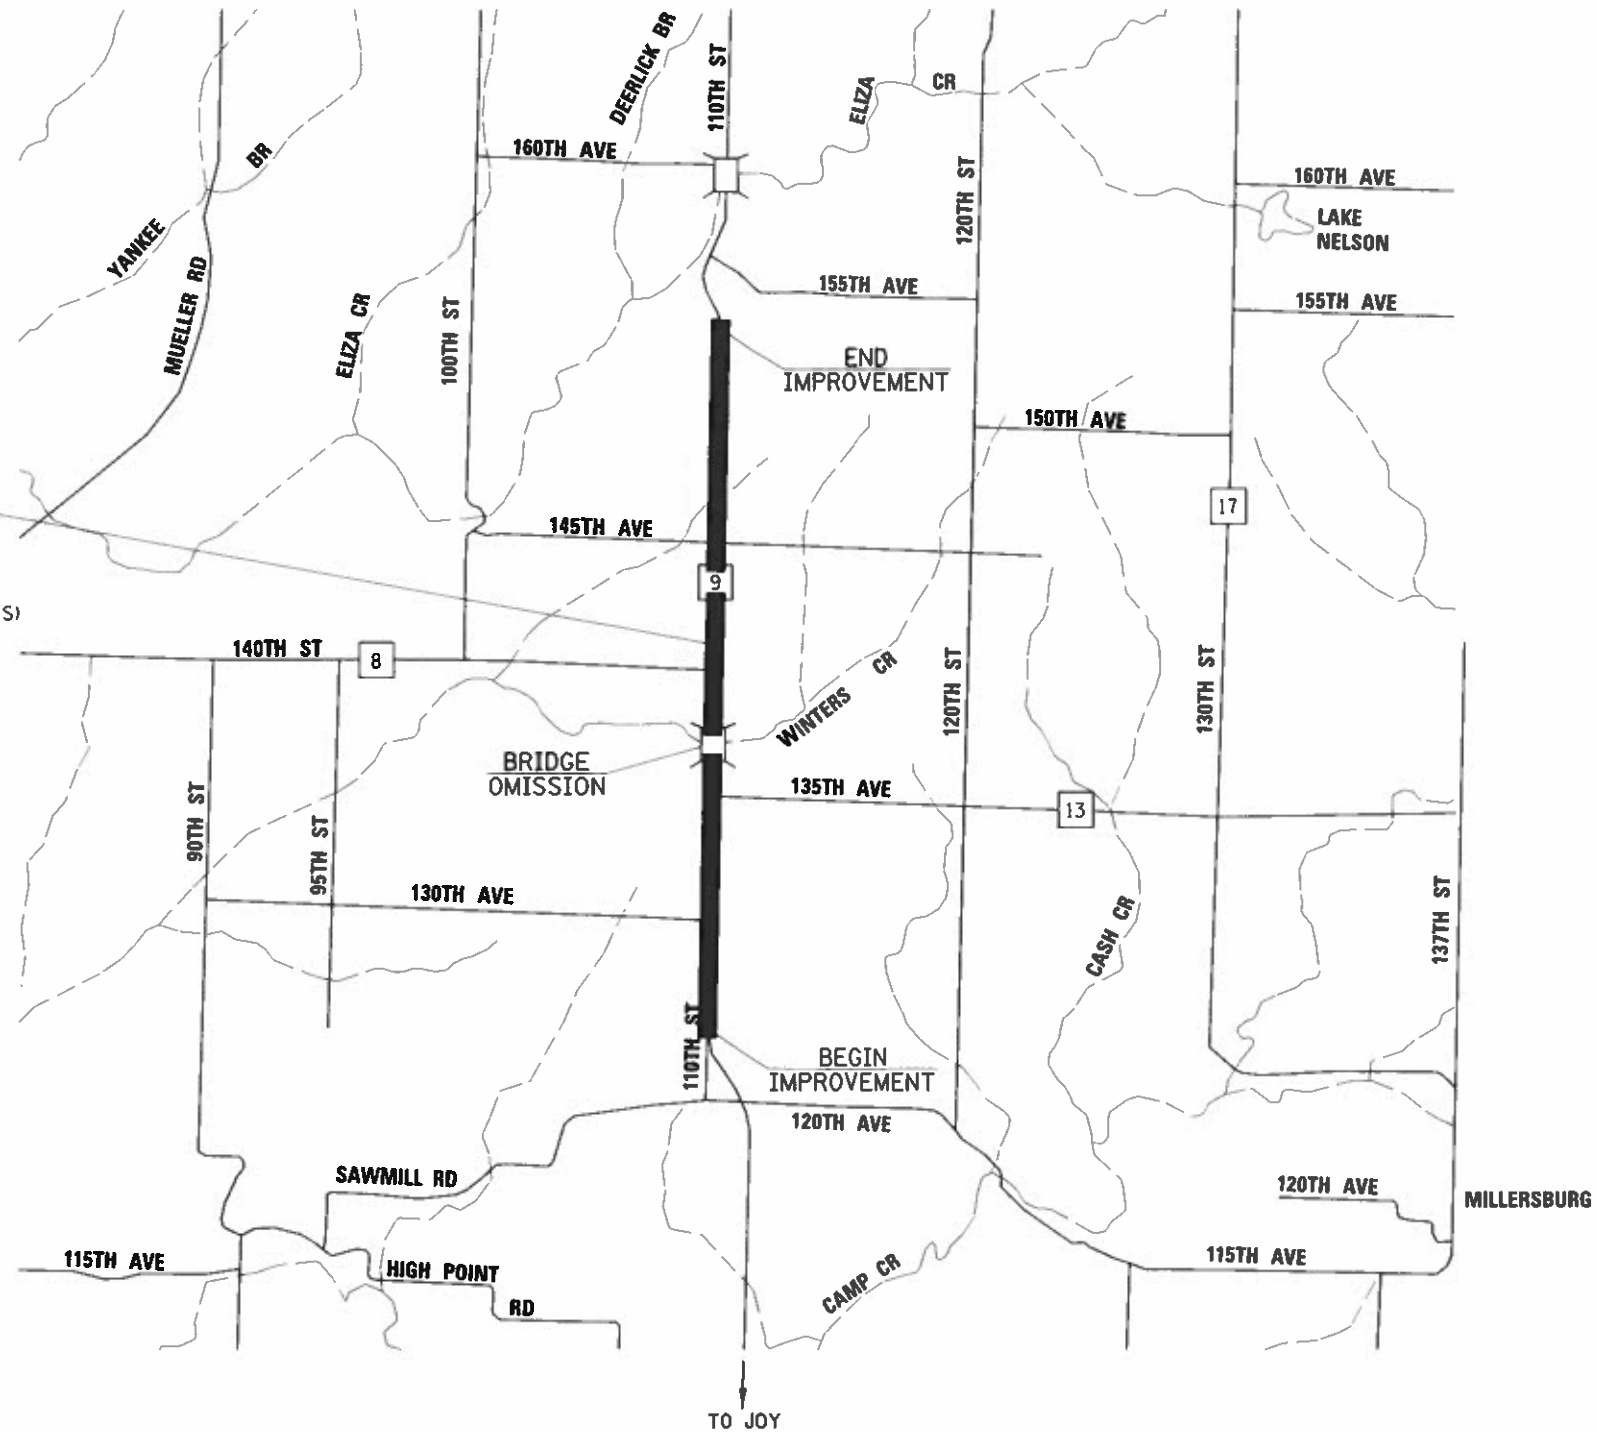 DEERLICK BR
110TH ST
ELIZA CR
160TH AVE
BR
YANKEE
120TH ST
160TH AVE
LAKE
NELSON
MUELLER RD
ELIZA CR
100TH ST
155TH AVE
155TH AVE
END
IMPROVEMENT
150TH AVE
17
145TH AVE
9
S)
140TH ST
8
WINTERS CR
120TH ST
130TH ST
BRIDGE
OMISSION
135TH AVE
13
90TH ST
95TH ST
130TH AVE
CASH CR
137TH ST
110TH ST
BEGIN
IMPROVEMENT
120TH AVE
SAWMILL RD
120TH AVE
MILLERSBURG
115TH AVE
HIGH POINT
RD
CAMP CR
115TH AVE
TO JOY